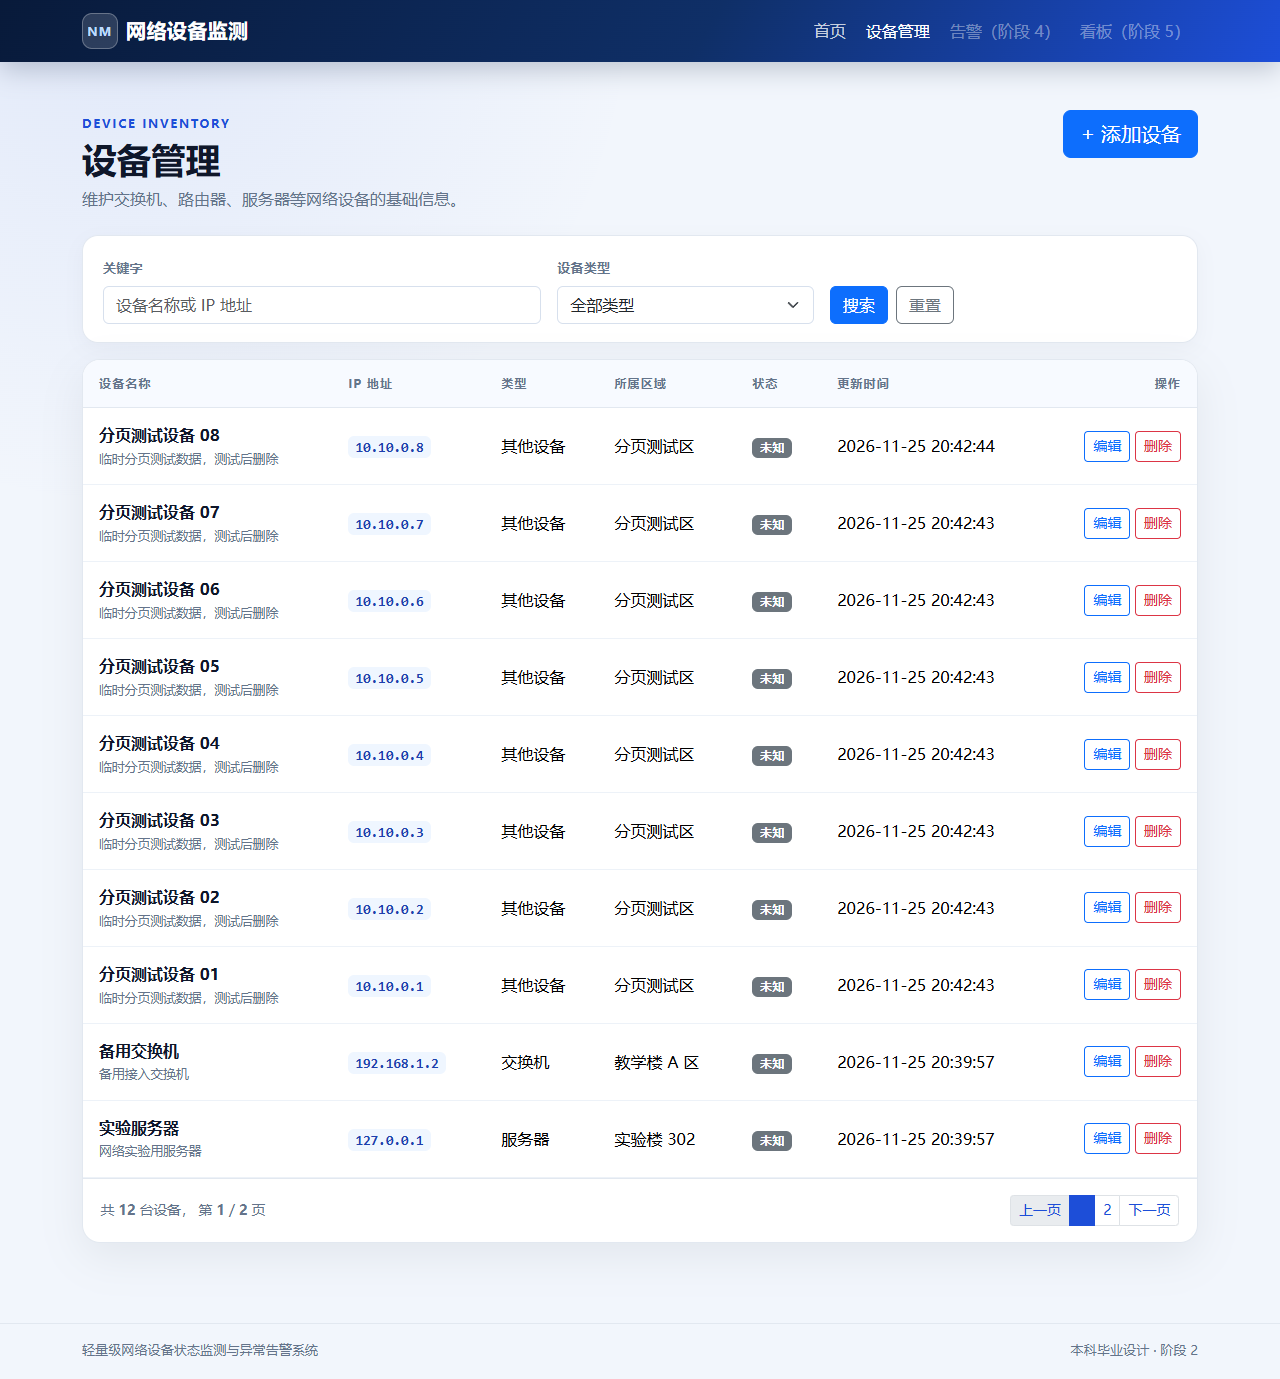 NM 网络设备监测 首页 设备管理 告警（阶段 4） 看板（阶段 5）
DEVICE INVENTORY
设备管理
维护交换机、路由器、服务器等网络设备的基础信息。
+ 添加设备
关键字 设备类型
设备名称或 IP 地址 全部类型 搜索 重置
设备名称 IP 地址 类型 所属区域 状态 更新时间 操作
分页测试设备 08
临时分页测试数据，测试后删除
10.10.0.8 其他设备 分页测试区 未知 2026-11-25 20:42:44 编辑 删除
分页测试设备 07
临时分页测试数据，测试后删除
10.10.0.7 其他设备 分页测试区 未知 2026-11-25 20:42:43 编辑 删除
分页测试设备 06
临时分页测试数据，测试后删除
10.10.0.6 其他设备 分页测试区 未知 2026-11-25 20:42:43 编辑 删除
分页测试设备 05
临时分页测试数据，测试后删除
10.10.0.5 其他设备 分页测试区 未知 2026-11-25 20:42:43 编辑 删除
分页测试设备 04
临时分页测试数据，测试后删除
10.10.0.4 其他设备 分页测试区 未知 2026-11-25 20:42:43 编辑 删除
分页测试设备 03
临时分页测试数据，测试后删除
10.10.0.3 其他设备 分页测试区 未知 2026-11-25 20:42:43 编辑 删除
分页测试设备 02
临时分页测试数据，测试后删除
10.10.0.2 其他设备 分页测试区 未知 2026-11-25 20:42:43 编辑 删除
分页测试设备 01
临时分页测试数据，测试后删除
10.10.0.1 其他设备 分页测试区 未知 2026-11-25 20:42:43 编辑 删除
备用交换机
备用接入交换机
192.168.1.2 交换机 教学楼 A 区 未知 2026-11-25 20:39:57 编辑 删除
实验服务器
网络实验用服务器
127.0.0.1 服务器 实验楼 302 未知 2026-11-25 20:39:57 编辑 删除
共 12 台设备， 第 1 / 2 页 上一页 2 下一页
轻量级网络设备状态监测与异常告警系统 本科毕业设计 · 阶段 2